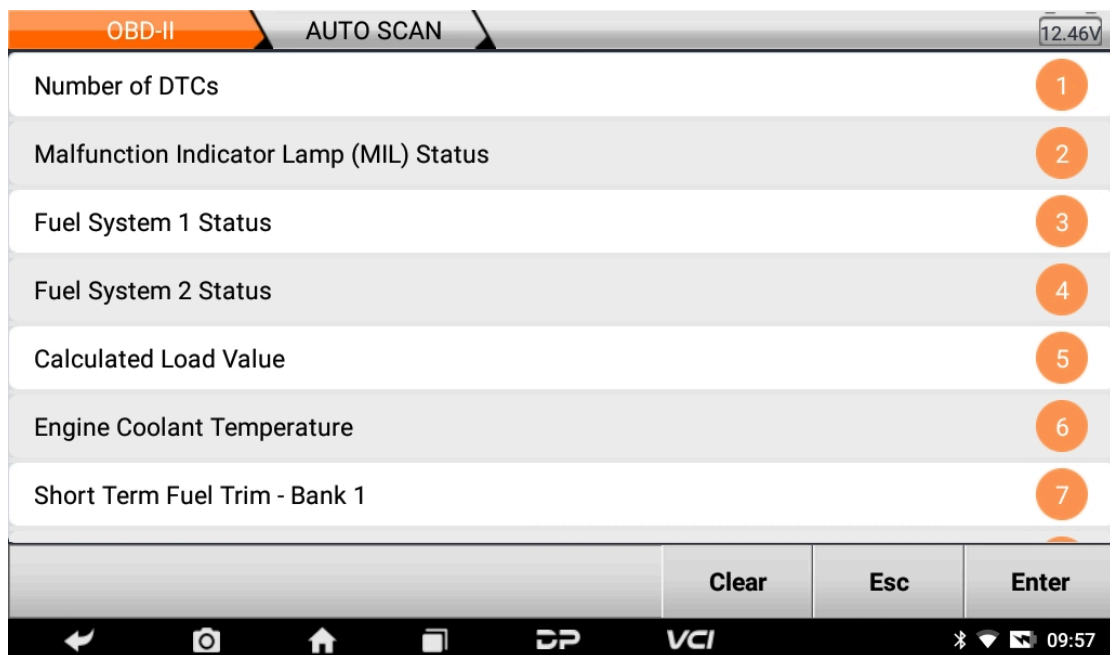 OBD-II
AUTO SCAN
12.46V
Number of DTCs
1
Malfunction Indicator Lamp (MIL) Status
2
Fuel System 1 Status
3
Fuel System 2 Status
4
Calculated Load Value
5
Engine Coolant Temperature
6
Short Term Fuel Trim - Bank 1
7
Clear
Esc
Enter
DP
VCI
09:57